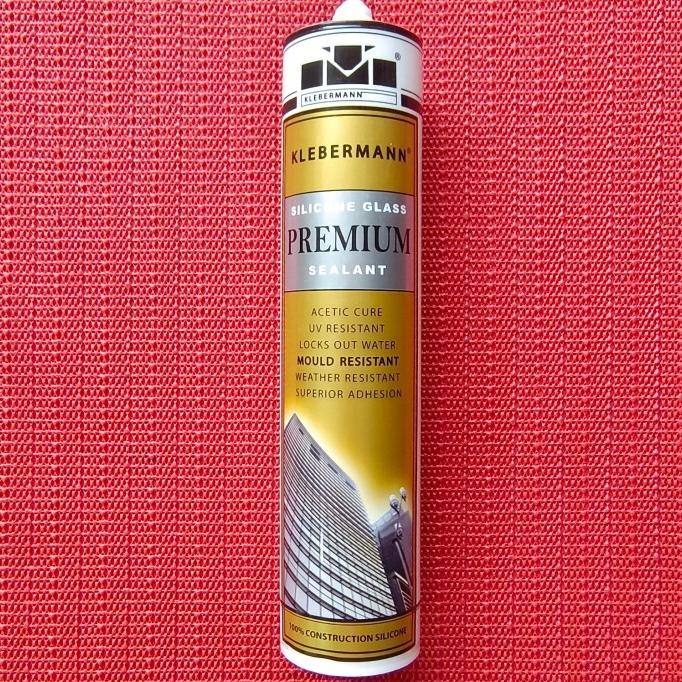 ®
KLEBERMANN
KLEBERMANN®
SILICONE GLASS
PREMIUM
SEALANT
ACETIC CURE
UV RESISTANT
LOCKS OUT WATER
MOULD RESISTANT
WEATHER RESISTANT
SUPERIOR ADHESION
100% CONSTRUCTION SILICONE